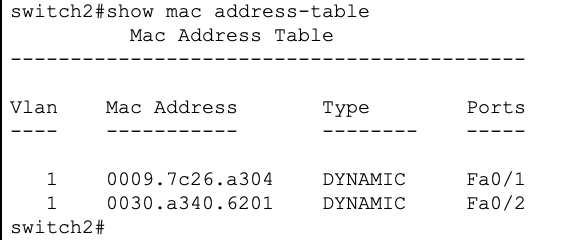 switch2#show mac address-table
Mac Address Table
-------------------------------------------
Vlan Mac Address Type Ports
---- ----------- -------- -----
1 0009.7c26.a304 DYNAMIC Fa0/1
1 0030.a340.6201 DYNAMIC Fa0/2
switch2#